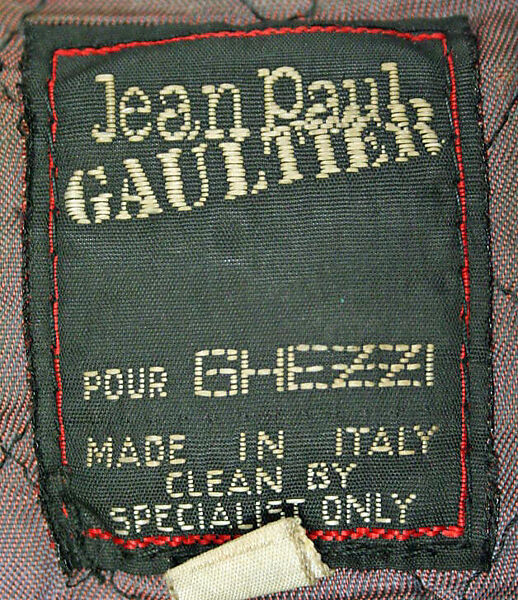 Jean Paul
GAULTIER
POUR GHEZZI
MADE IN ITALY
CLEAN BY
SPECIALIST ONLY